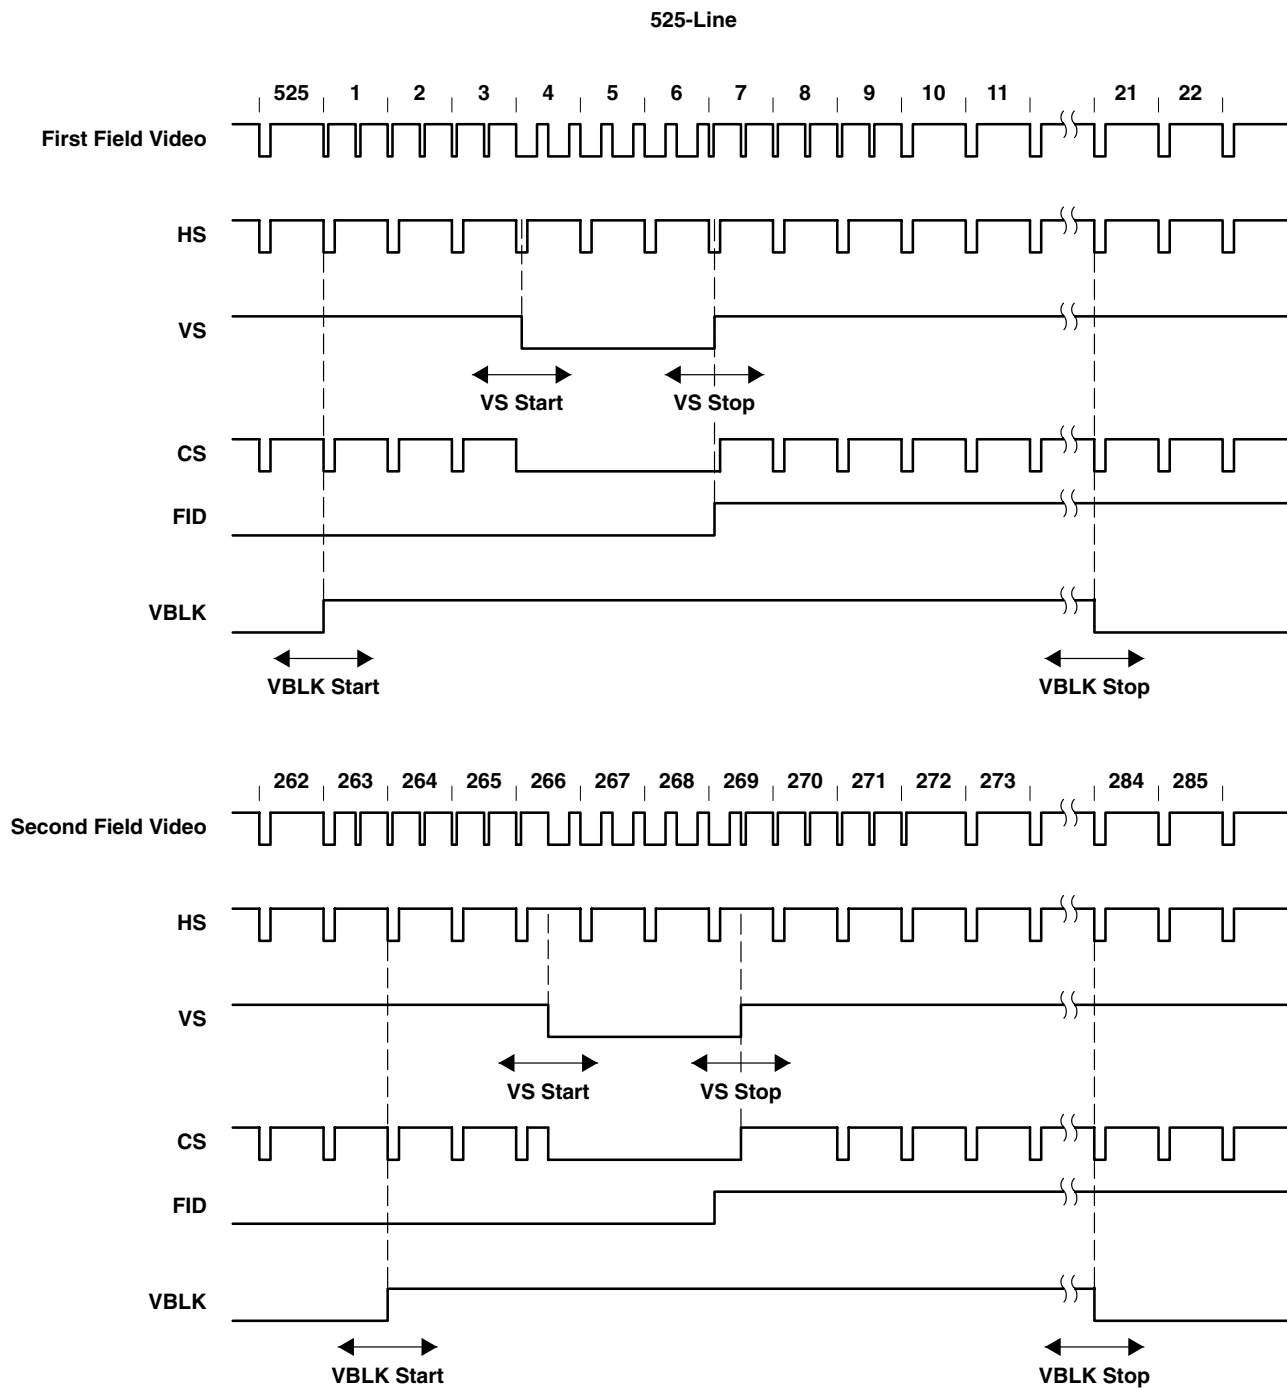 525-Line
525 1 2 3 4 5 6 7 8 9 10 11 21 22
First Field Video
HS
VS
VS Start VS Stop
CS
FID
VBLK
VBLK Start VBLK Stop
262 263 264 265 266 267 268 269 270 271 272 273 284 285
Second Field Video
HS
VS
VS Start VS Stop
CS
FID
VBLK
VBLK Start VBLK Stop